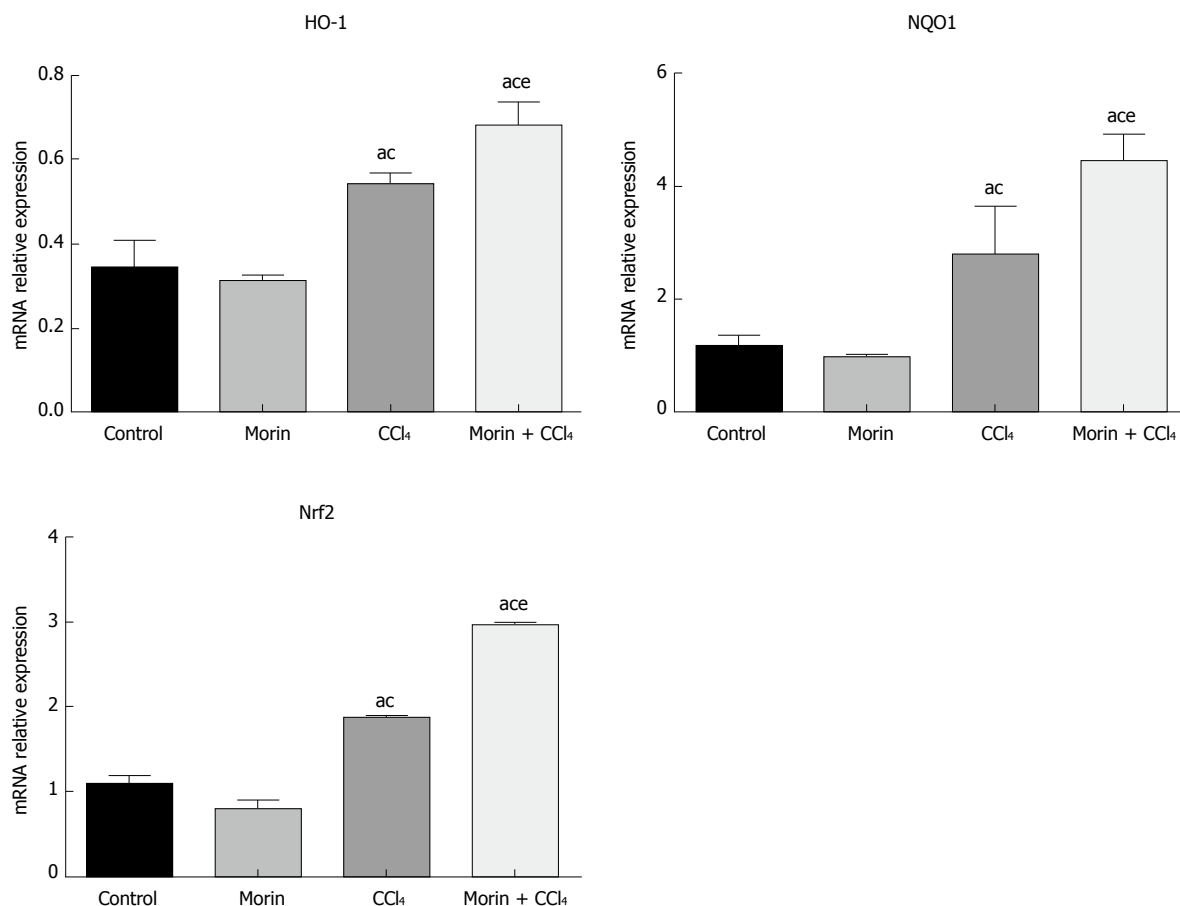 HO-1
mRNA relative expression
0.8
0.6
0.4
0.2
0.0
ac
ace
Control
Morin
CCl₄
Morin + CCl₄
NQO1
mRNA relative expression
6
4
2
0
ac
ace
Control
Morin
CCl₄
Morin + CCl₄
Nrf2
mRNA relative expression
4
3
2
1
0
ac
ace
Control
Morin
CCl₄
Morin + CCl₄